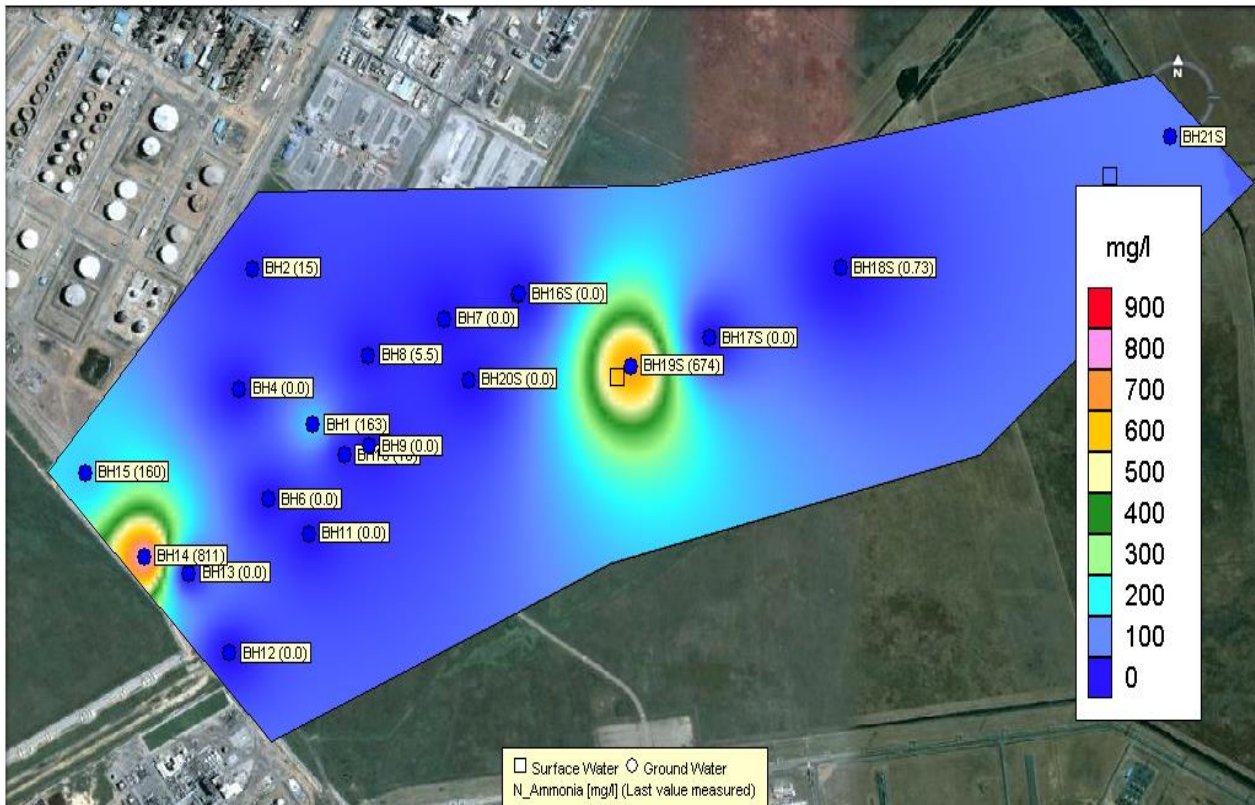 N
BH21S
mg/l
BH2 (15)
BH18S (0.73)
BH16S (0.0)
900
BH7 (0.0)
BH17S (0.0)
800
BH8 (5.5)
BH19S (674)
700
BH20S (0.0)
BH4 (0.0)
600
BH1 (163)
BH9 (0.0)
500
BH15 (160)
400
BH6 (0.0)
BH11 (0.0)
300
BH14 (811)
BH13 (0.0)
200
100
BH12 (0.0)
0
Surface Water Ground Water
N_Ammonia [mg/l] (Last value measured)